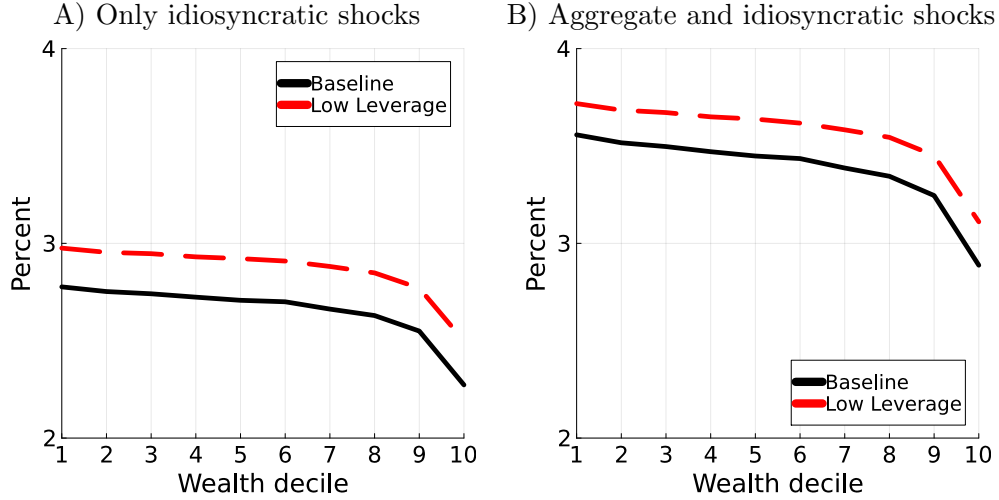 A) Only idiosyncratic shocks
4
3
2
Percent
Baseline
Low Leverage
1 2 3 4 5 6 7 8 9 10
Wealth decile
B) Aggregate and idiosyncratic shocks
4
3
2
Percent
Baseline
Low Leverage
1 2 3 4 5 6 7 8 9 10
Wealth decile